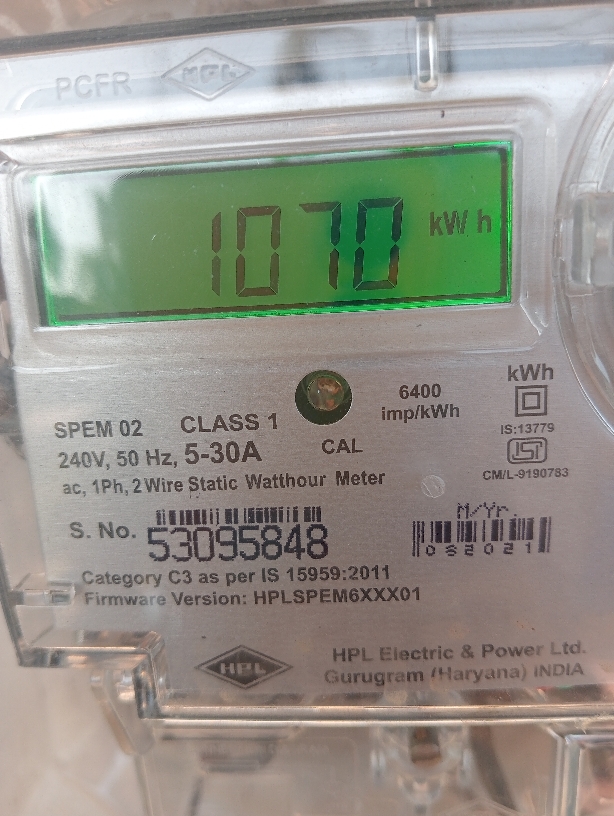 PCFR HPL
1070 kWh
kWh
6400
imp/kWh
IS:13779
SPEM 02 CLASS 1
240V, 50 Hz, 5-30A CAL
CM/L-9190783
ac, 1Ph, 2 Wire Static Watthour Meter
M/Yr.
S. No. 53095848
032021
Category C3 as per IS 15959:2011
Firmware Version: HPLSPEM6XXX01
HPL
HPL Electric & Power Ltd.
Gurugram (Haryana) INDIA